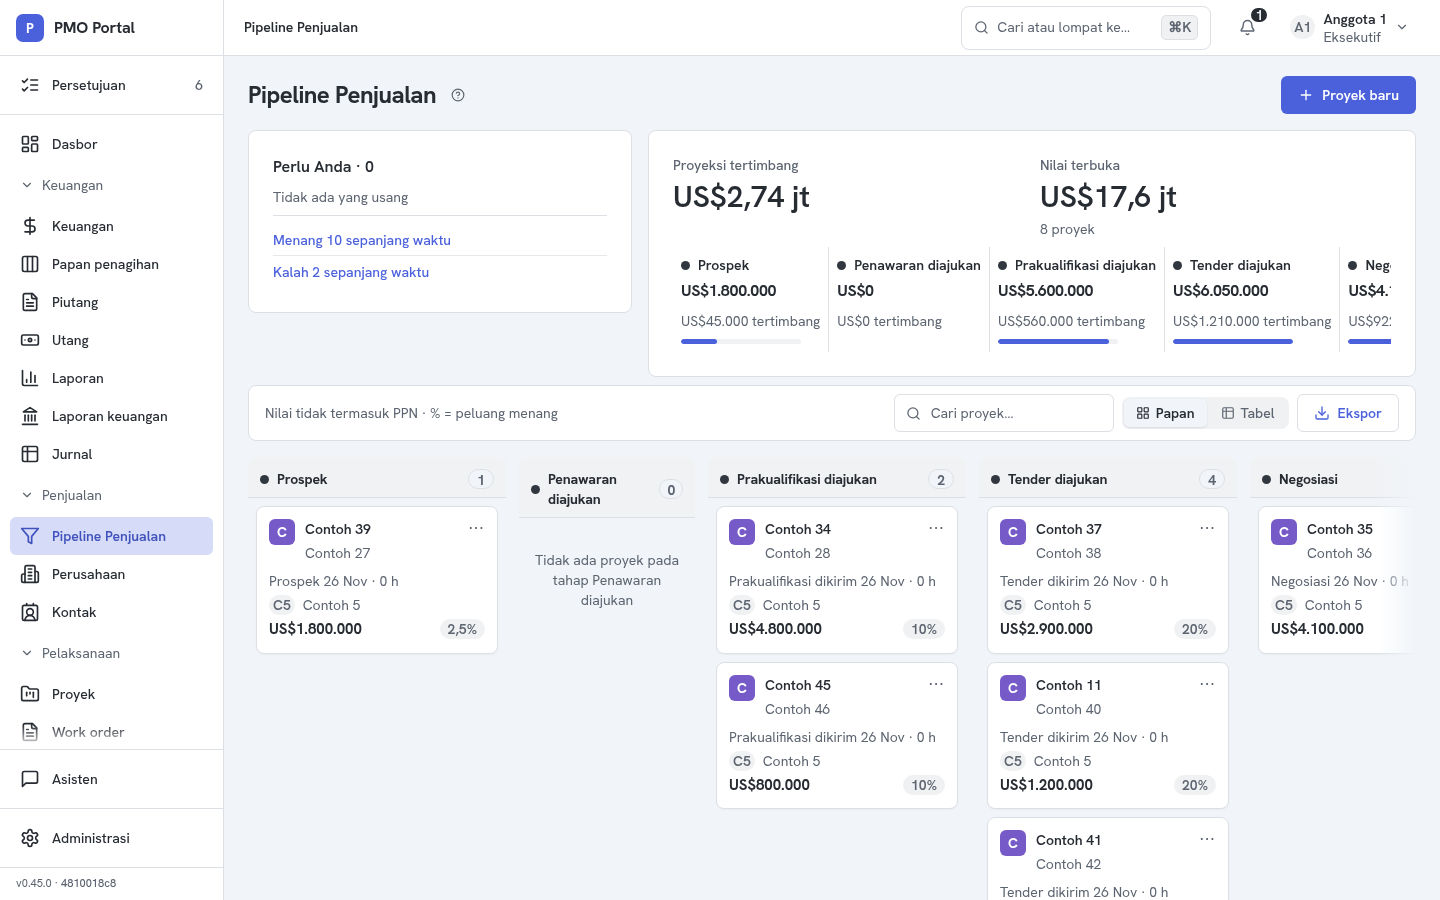 P PMO Portal
Pipeline Penjualan
Cari atau lompat ke... ⌘K
1
A1 Anggota 1
Eksekutif
Persetujuan 6
Dasbor
Keuangan
Keuangan
Papan penagihan
Piutang
Utang
Laporan
Laporan keuangan
Jurnal
Penjualan
Pipeline Penjualan
Perusahaan
Kontak
Pelaksanaan
Proyek
Work order
Asisten
Administrasi
v0.45.0 · 4810018c8
Pipeline Penjualan
Proyek baru
Perlu Anda · 0
Tidak ada yang usang
Menang 10 sepanjang waktu
Kalah 2 sepanjang waktu
Proyeksi tertimbang
US$2,74 jt
Nilai terbuka
US$17,6 jt
8 proyek
Prospek
US$1.800.000
US$45.000 tertimbang
Penawaran diajukan
US$0
US$0 tertimbang
Prakualifikasi diajukan
US$5.600.000
US$560.000 tertimbang
Tender diajukan
US$6.050.000
US$1.210.000 tertimbang
Nego
US$4.1
US$922
Nilai tidak termasuk PPN · % = peluang menang
Cari proyek...
Papan
Tabel
Ekspor
Prospek 1
C Contoh 39
Contoh 27
Prospek 26 Nov · 0 h
C5 Contoh 5
US$1.800.000 2,5%
Penawaran
diajukan
0
Tidak ada proyek pada
tahap Penawaran
diajukan
Prakualifikasi diajukan 2
C Contoh 34
Contoh 28
Prakualifikasi dikirim 26 Nov · 0 h
C5 Contoh 5
US$4.800.000 10%
C Contoh 45
Contoh 46
Prakualifikasi dikirim 26 Nov · 0 h
C5 Contoh 5
US$800.000 10%
Tender diajukan 4
C Contoh 37
Contoh 38
Tender dikirim 26 Nov · 0 h
C5 Contoh 5
US$2.900.000 20%
C Contoh 11
Contoh 40
Tender dikirim 26 Nov · 0 h
C5 Contoh 5
US$1.200.000 20%
C Contoh 41
Contoh 42
Tender dikirim 26 Nov · 0 h
Negosiasi
C Contoh 35
Contoh 36
Negosiasi 26 Nov · 0 h
C5 Contoh 5
US$4.100.000